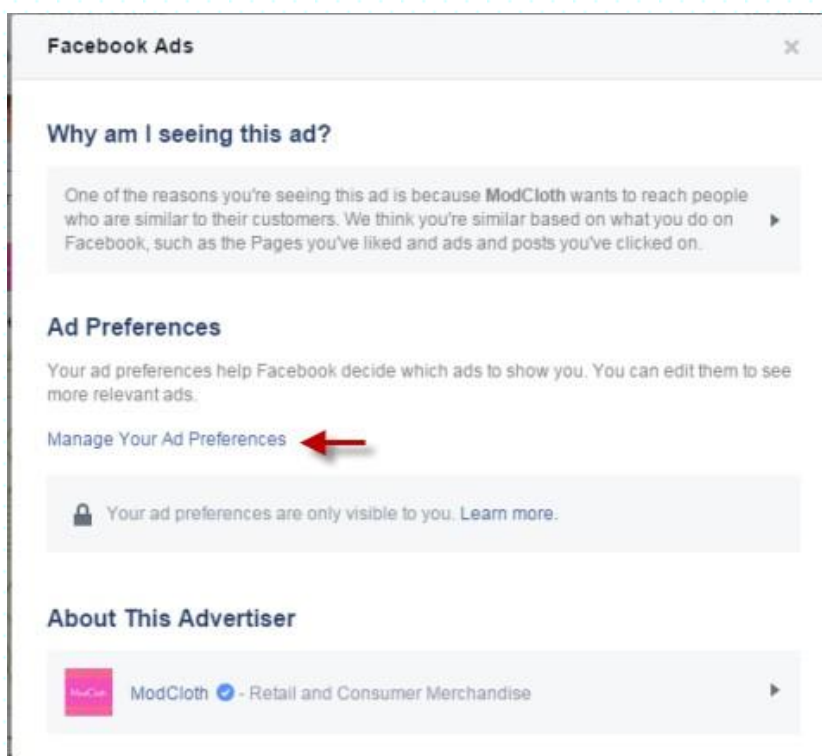 Facebook Ads
Why am I seeing this ad?
One of the reasons you're seeing this ad is because ModCloth wants to reach people
who are similar to their customers. We think you're similar based on what you do on
Facebook, such as the Pages you've liked and ads and posts you've clicked on.
Ad Preferences
Your ad preferences help Facebook decide which ads to show you. You can edit them to see
more relevant ads.
Manage Your Ad Preferences
Your ad preferences are only visible to you. Learn more.
About This Advertiser
ModCloth
ModCloth - Retail and Consumer Merchandise